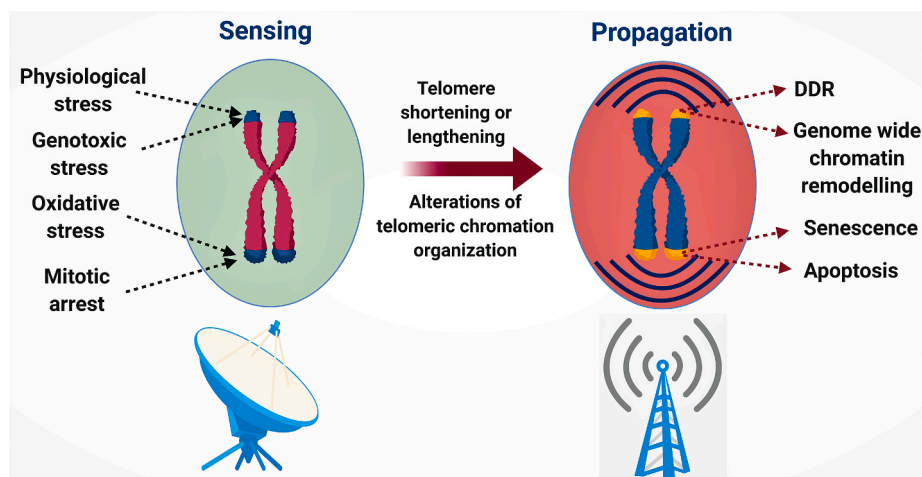 Sensing
Propagation
Physiological
stress
Genotoxic
stress
Oxidative
stress
Mitotic
arrest
Telomere
shortening or
lengthening
Alterations of
telomeric chromation
organization
DDR
Genome wide
chromatin
remodelling
Senescence
Apoptosis